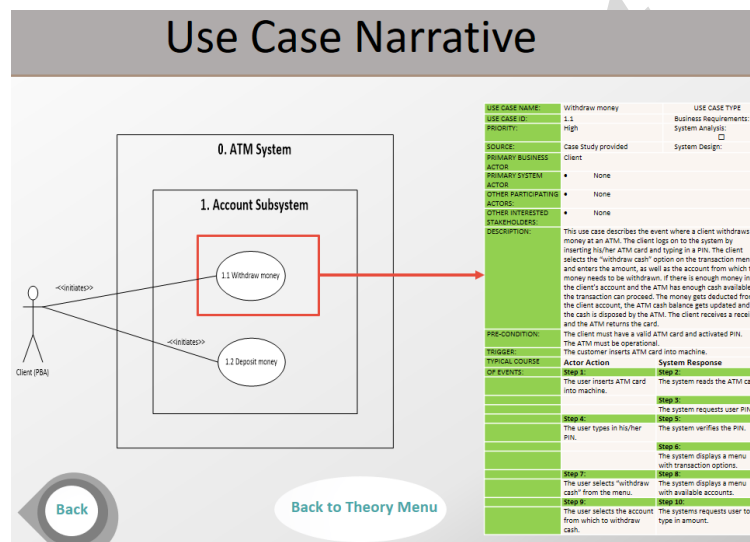 Use Case Narrative
0. ATM System
1. Account Subsystem
1.1 Withdraw money
1.2 Deposit money
<<initiates>>
<<initiates>>
Client (PBA)
USE CASE NAME: Withdraw money USE CASE TYPE
USE CASE ID: 1.1 Business Requirements:
PRIORITY: High System Analysis:
SOURCE: Case Study provided System Design:
PRIMARY BUSINESS Client
ACTOR
PRIMARY SYSTEM • None
ACTOR
OTHER PARTICIPATING • None
ACTORS:
OTHER INTERESTED • None
STAKEHOLDERS:
DESCRIPTION: This use case describes the event where a client withdraws
money at an ATM. The client logs on to the system by
inserting his/her ATM card and typing in a PIN. The client
selects the “withdraw cash” option on the transaction
and enters the amount, as well as the account from which
money needs to be withdrawn. If there is enough money in
the client's account and the ATM has enough cash available
the transaction can proceed. The money gets deducted
the client account, the ATM cash balance gets updated and
the cash is disposed by the ATM. The client receives a
and the ATM returns the card.
PRE-CONDITION: The client must have a valid ATM card and activated PIN.
The ATM must be operational.
TRIGGER: The customer inserts ATM card into machine.
TYPICAL COURSE Actor Action System Response
OF EVENTS: Step 1: Step 2:
The user inserts ATM card The system reads the ATM
into machine.
Step 3:
The system requests user PIN
Step 4: Step 5:
The user types in his/her The system verifies the PIN.
PIN.
Step 6:
The system displays a menu
with transaction options.
Step 7: Step 8:
The user selects “withdraw The system displays a menu
cash” from the menu. with available accounts.
Step 9: Step 10:
The user selects the account The systems requests user to
from which to withdraw type in amount.
cash.
Back
Back to Theory Menu